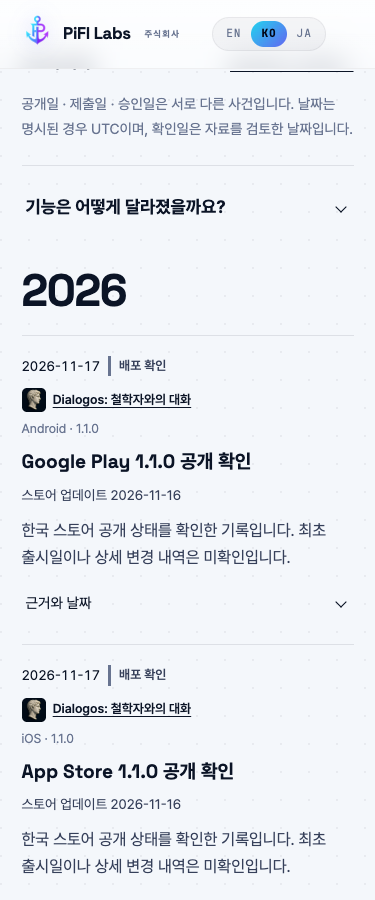 PiFi Labs 주식회사 EN KO JA
공개일 · 제출일 · 승인일은 서로 다른 사건입니다. 날짜는
명시된 경우 UTC이며, 확인일은 자료를 검토한 날짜입니다.
기능은 어떻게 달라졌을까요?
2026
2026-11-17 배포 확인
Dialogos: 철학자와의 대화
Android · 1.1.0
Google Play 1.1.0 공개 확인
스토어 업데이트 2026-11-16
한국 스토어 공개 상태를 확인한 기록입니다. 최초
출시일이나 상세 변경 내역은 미확인입니다.
근거와 날짜
2026-11-17 배포 확인
Dialogos: 철학자와의 대화
iOS · 1.1.0
App Store 1.1.0 공개 확인
스토어 업데이트 2026-11-16
한국 스토어 공개 상태를 확인한 기록입니다. 최초
출시일이나 상세 변경 내역은 미확인입니다.